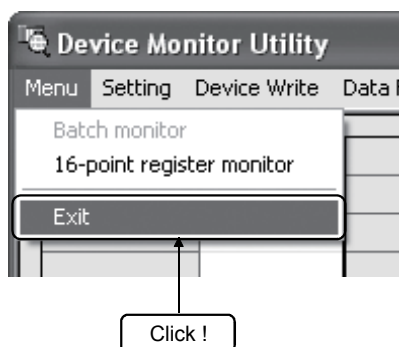 Device Monitor Utility
Menu Setting Device Write Data
Batch monitor
16-point register monitor
Exit
Click !